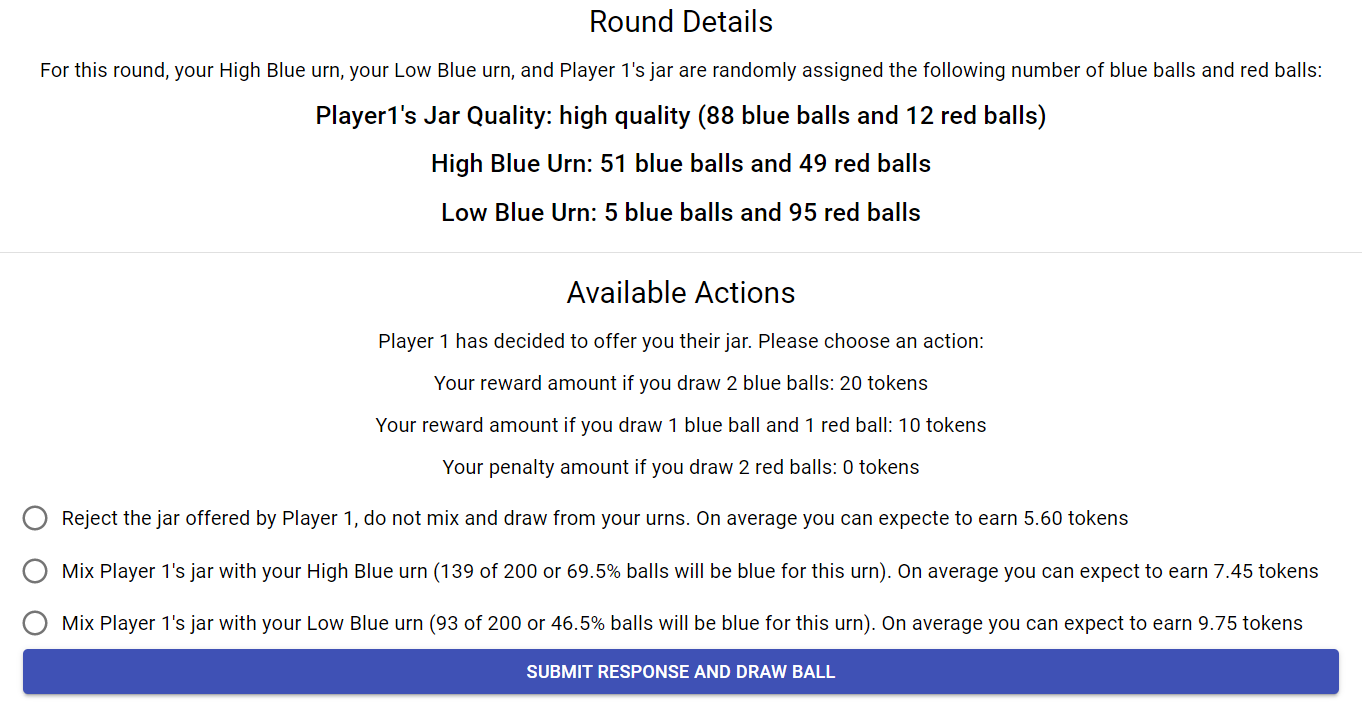 Round Details
For this round, your High Blue urn, your Low Blue urn, and Player 1's jar are randomly assigned the following number of blue balls and red balls:
Player1's Jar Quality: high quality (88 blue balls and 12 red balls)
High Blue Urn: 51 blue balls and 49 red balls
Low Blue Urn: 5 blue balls and 95 red balls
Available Actions
Player 1 has decided to offer you their jar. Please choose an action:
Your reward amount if you draw 2 blue balls: 20 tokens
Your reward amount if you draw 1 blue ball and 1 red ball: 10 tokens
Your penalty amount if you draw 2 red balls: 0 tokens
Reject the jar offered by Player 1, do not mix and draw from your urns. On average you can expecte to earn 5.60 tokens
Mix Player 1's jar with your High Blue urn (139 of 200 or 69.5% balls will be blue for this urn). On average you can expect to earn 7.45 tokens
Mix Player 1's jar with your Low Blue urn (93 of 200 or 46.5% balls will be blue for this urn). On average you can expect to earn 9.75 tokens
SUBMIT RESPONSE AND DRAW BALL